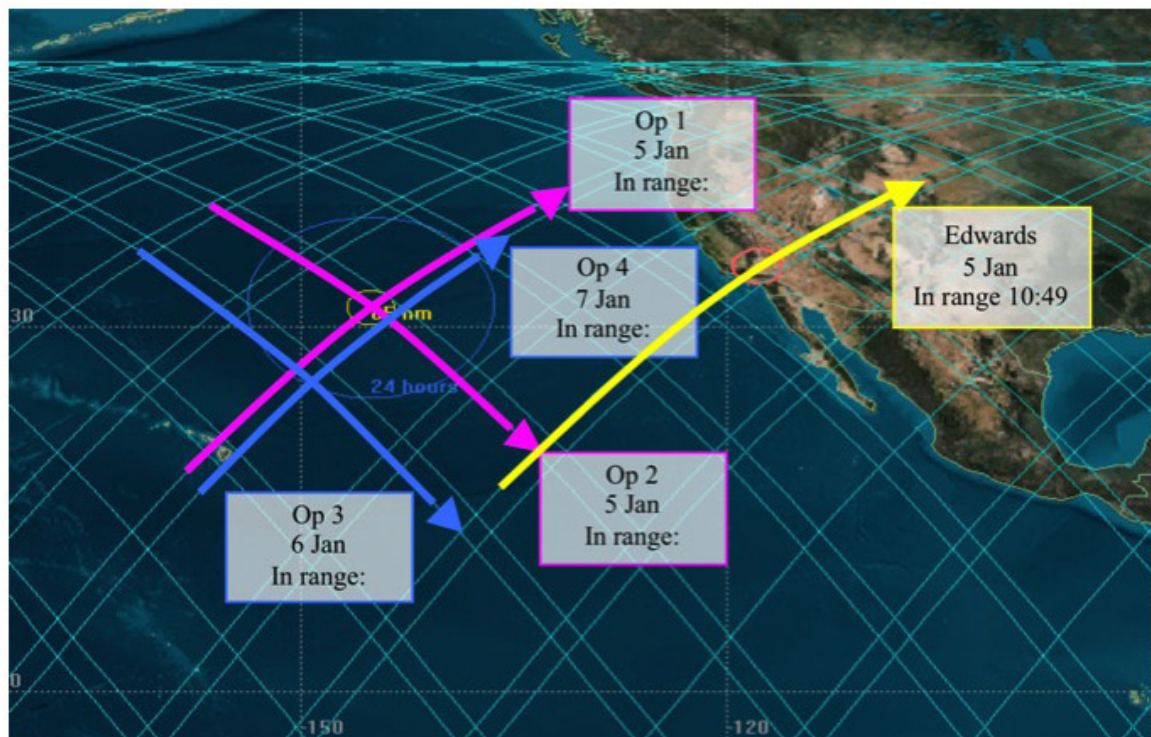 Op 1
5 Jan
In range:
Op 4
7 Jan
In range:
Edwards
5 Jan
In range 10:49
30
nm
24 hours
Op 2
5 Jan
In range:
Op 3
6 Jan
In range:
0
-150
-120